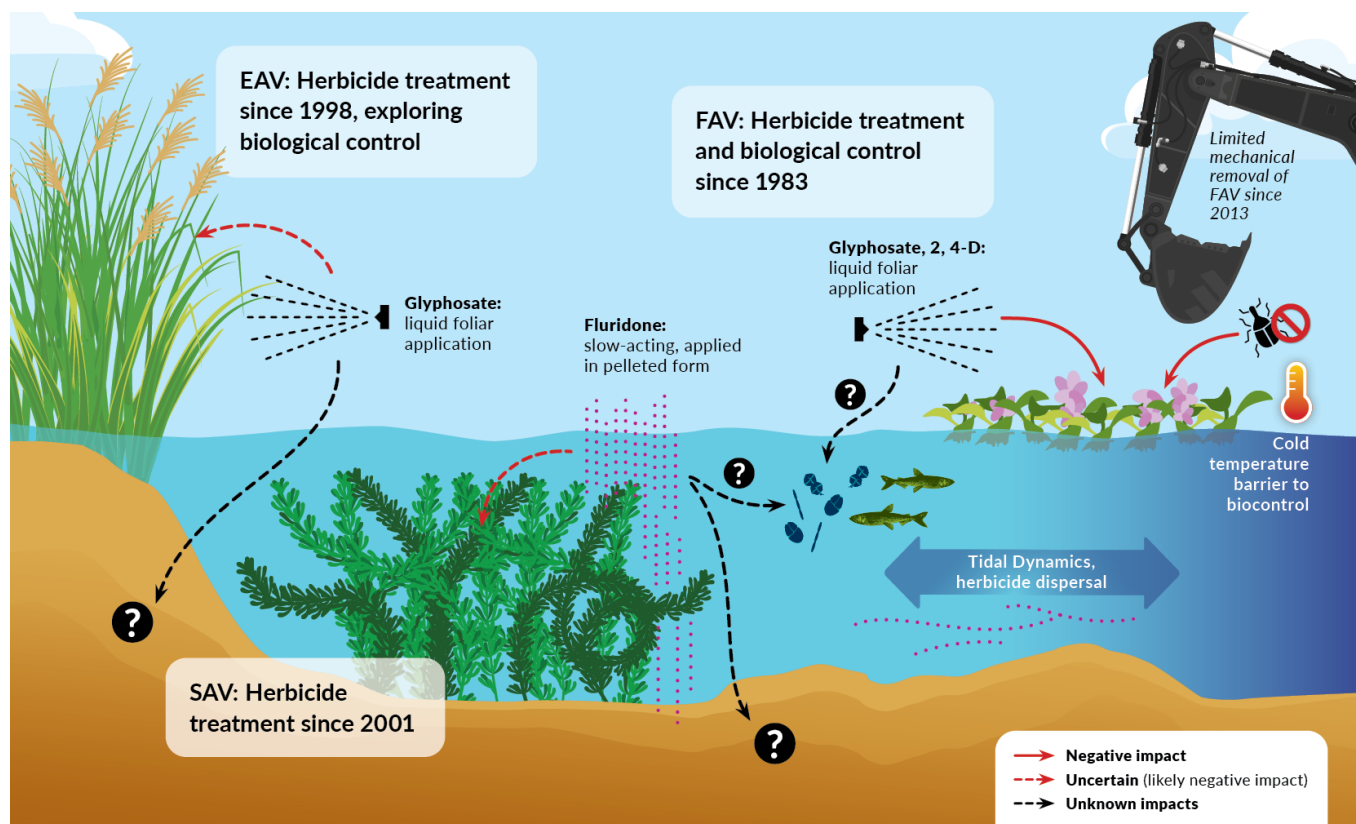 EAV: Herbicide treatment
since 1998, exploring
biological control
FAV: Herbicide treatment
and biological control
since 1983
Limited
mechanical
removal of
FAV since
2013
Glyphosate:
liquid foliar
application
Fluridone:
slow-acting, applied
in pelleted form
Glyphosate, 2, 4-D:
liquid foliar
application
?
?
Cold
temperature
barrier to
biocontrol
Tidal Dynamics,
herbicide dispersal
?
SAV: Herbicide
treatment since 2001
?
Negative impact
Uncertain (likely negative impact)
Unknown impacts